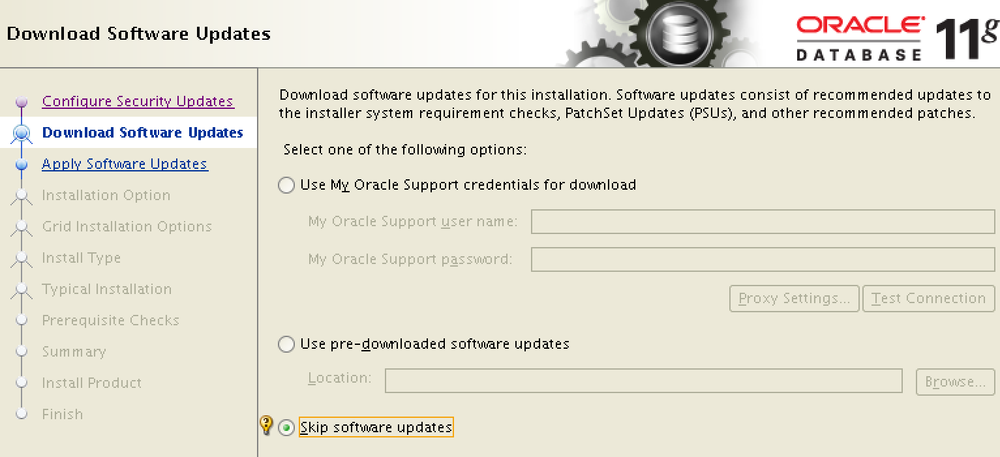 Download Software Updates
ORACLE
DATABASE
11g
Configure Security Updates
Download Software Updates
Apply Software Updates
Installation Option
Grid Installation Options
Install Type
Typical Installation
Prerequisite Checks
Summary
Install Product
Finish
Download software updates for this installation. Software updates consist of recommended updates to
the installer system requirement checks, PatchSet Updates (PSUs), and other recommended patches.
Select one of the following options:
Use My Oracle Support credentials for download
My Oracle Support user name:
My Oracle Support password:
Proxy Settings... Test Connection
Use pre-downloaded software updates
Location: Browse...
Skip software updates